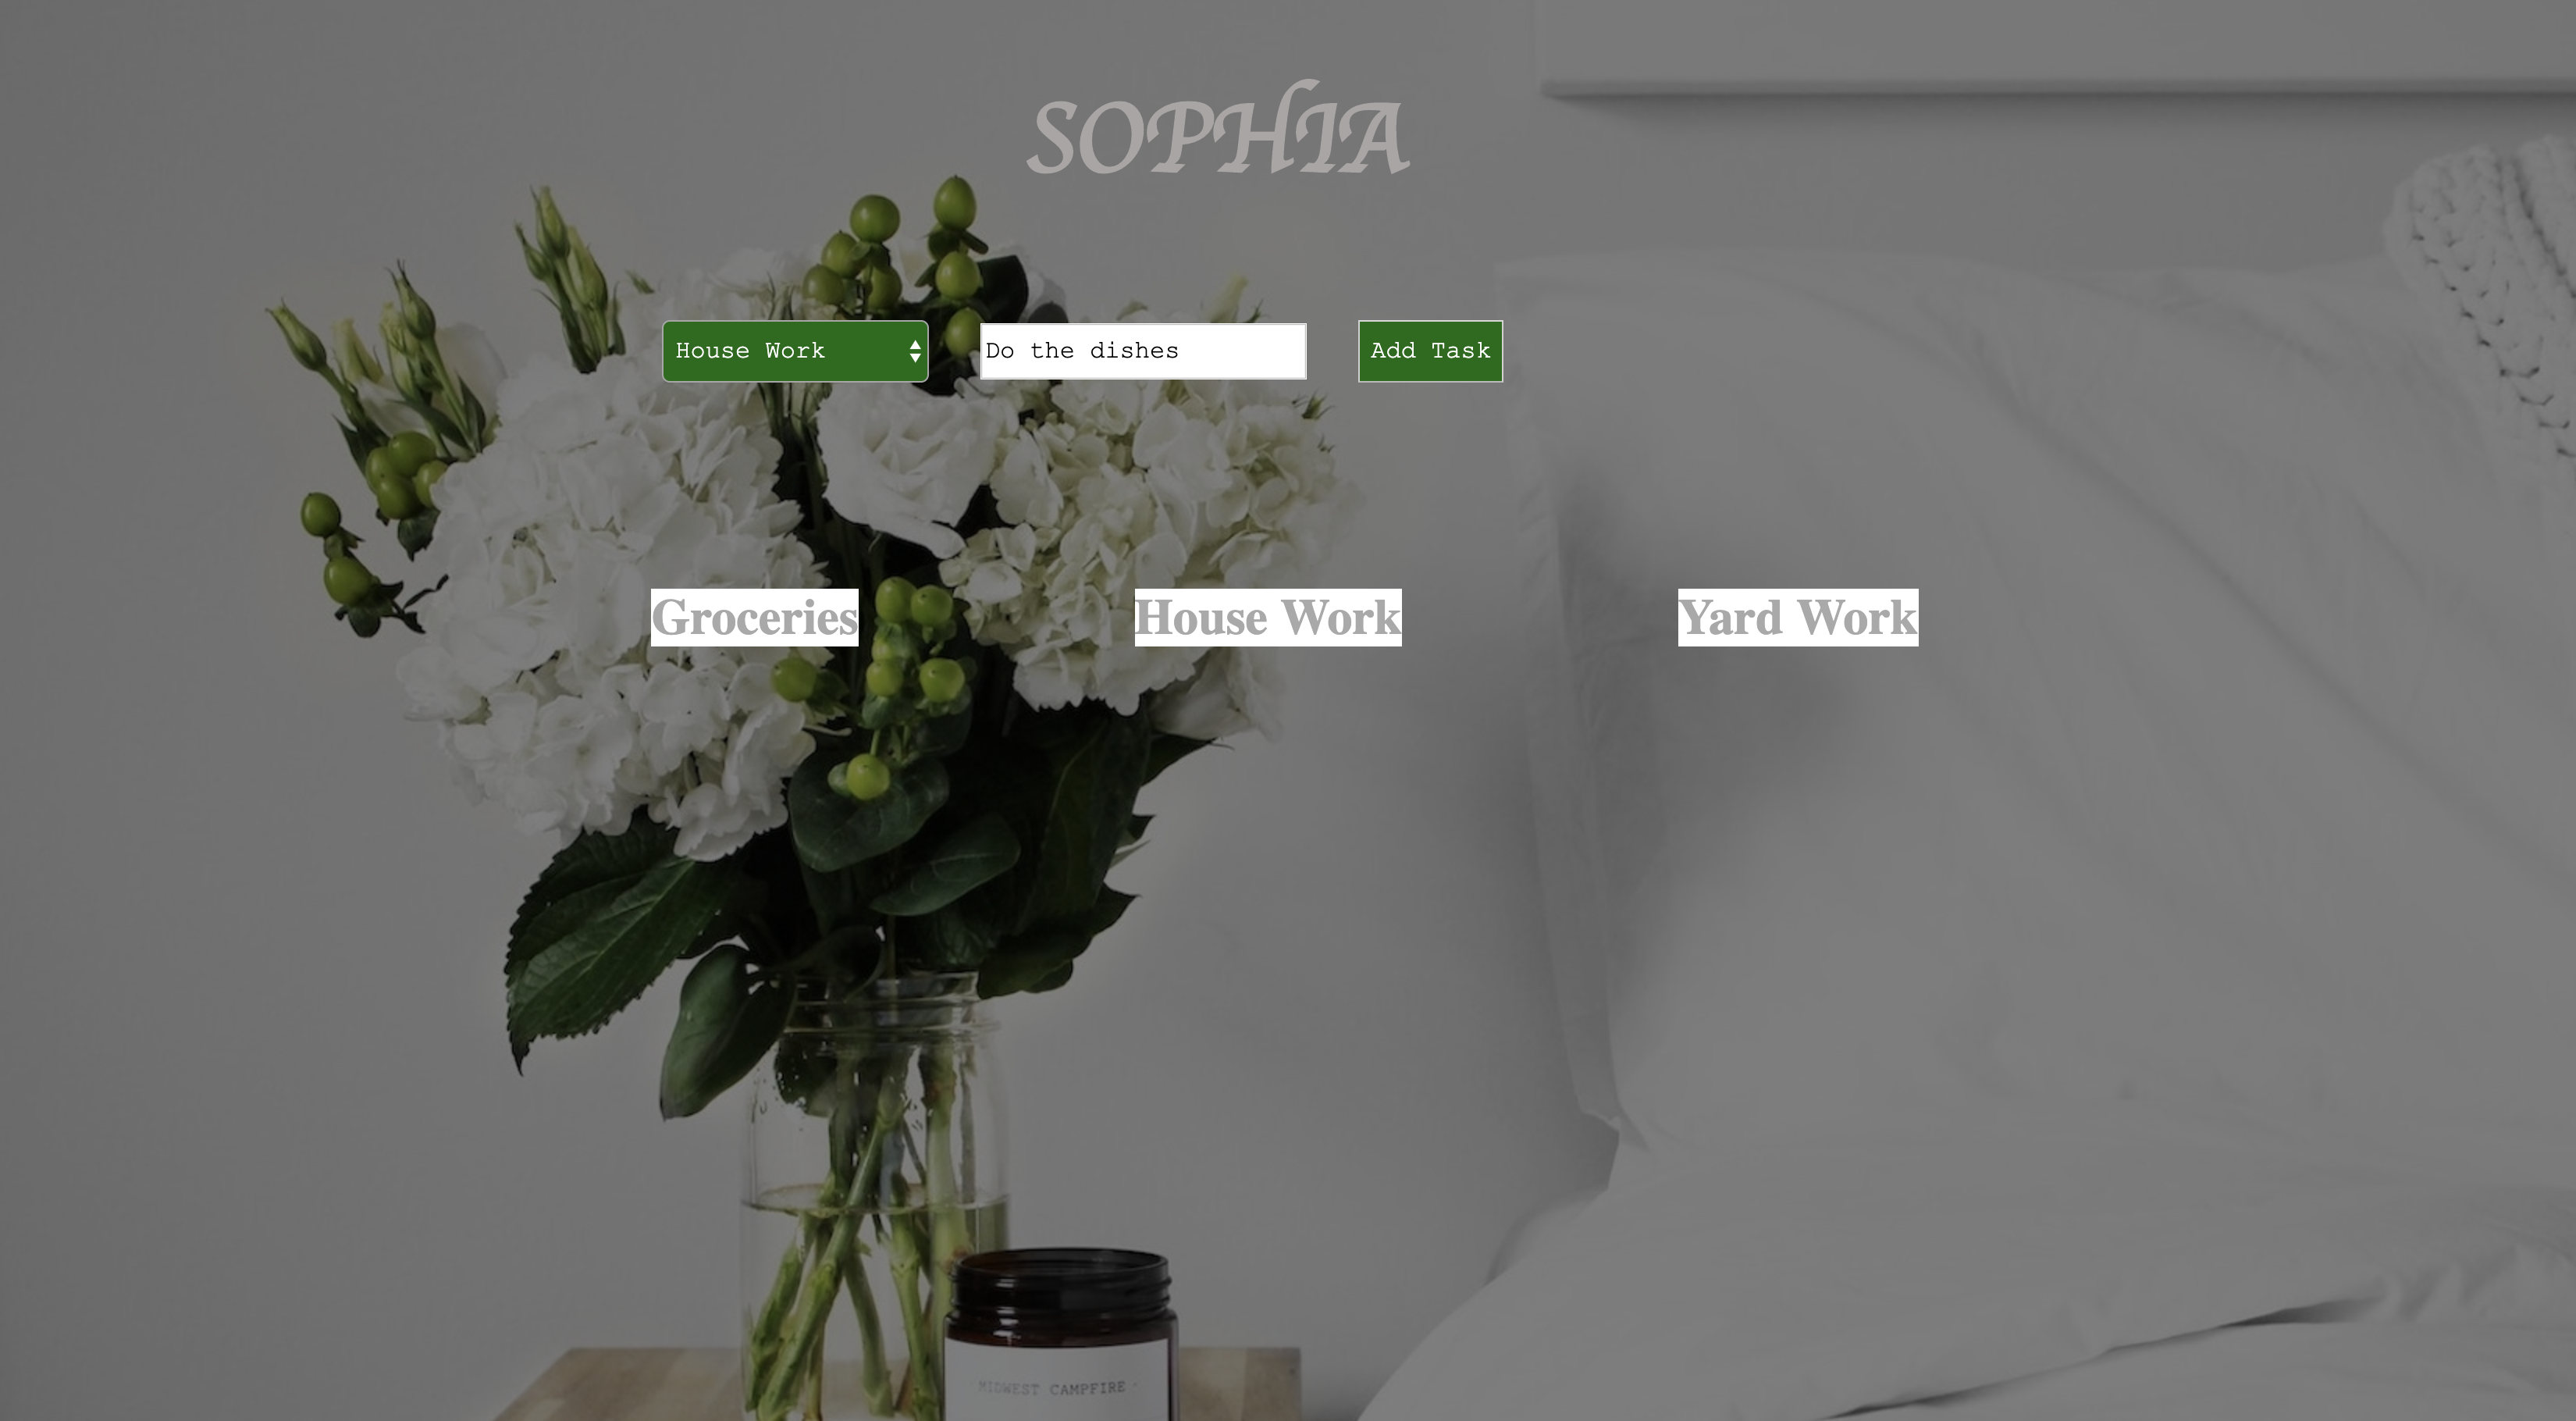 SOPHIA
House Work
Do the dishes
Add Task
Groceries
House Work
Yard Work
MIDWEST CAMPFIRE